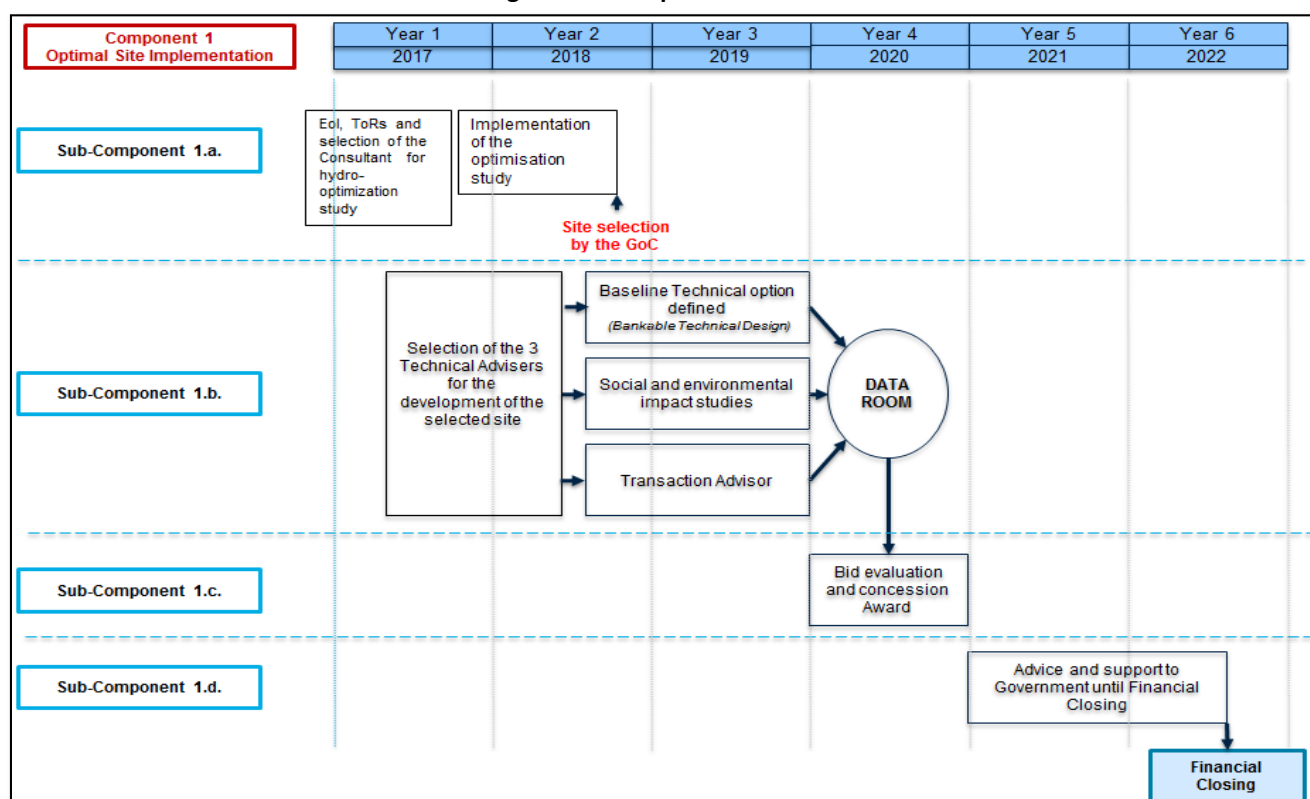 Component 1
Optimal Site Implementation
Year 1
Year 2
Year 3
Year 4
Year 5
Year 6
2017
2018
2019
2020
2021
2022
Sub-Component 1.a.
EoI, ToRs and
selection of the
Consultant for
hydro-
optimization
study
Implementation
of the
optimisation
study
Site selection
by the GoC
Sub-Component 1.b.
Selection of the 3
Technical Advisers
for the
development of the
selected site
Baseline Technical option
defined
(Bankable Technical Design)
Social and environmental
impact studies
Transaction Advisor
DATA
ROOM
Sub-Component 1.c.
Bid evaluation
and concession
Award
Sub-Component 1.d.
Advice and support to
Government until Financial
Closing
Financial
Closing